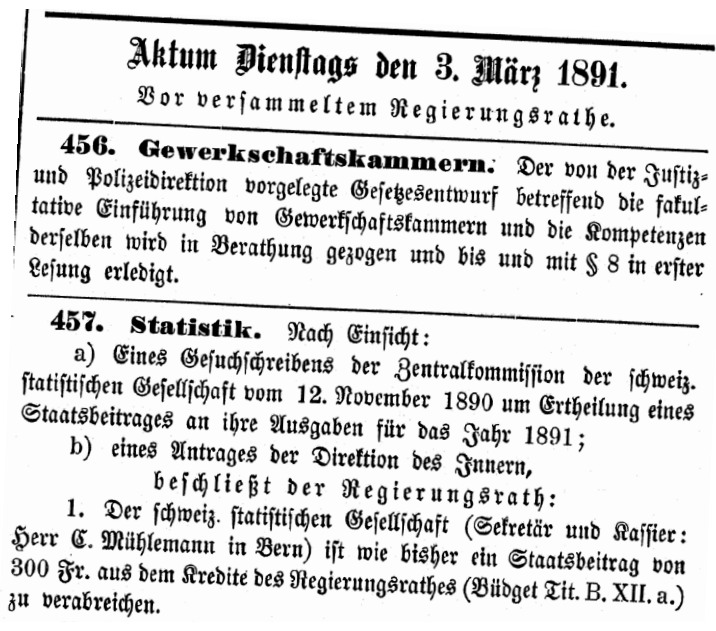 Aktum Dienstags den 3. März 1891.
Vor versammeltem Regierungsrathe.
456. Gewerkschaftskammern. Der von der Justiz-
und Polizeidirektion vorgelegte Gesetzesentwurf betreffend die fakul-
tative Einführung von Gewerkschaftskammern und die Kompetenzen
derselben wird in Berathung gezogen und bis und mit § 8 in erster
Lesung erledigt.
457. Statistik. Nach Einsicht:
a) Eines Gesuchschreibens der Zentralkommission der schweiz.
statistischen Gesellschaft vom 12. November 1890 um Ertheilung eines
Staatsbeitrages an ihre Ausgaben für das Jahr 1891;
b) eines Antrages der Direktion des Innern,
beschließt der Regierungsrath:
1. Der schweiz. statistischen Gesellschaft (Sekretär und Kassier:
Herr C. Mühlemann in Bern) ist wie bisher ein Staatsbeitrag von
300 Fr. aus dem Kredite des Regierungsrathes (Büdget Tit. B. XII. a.)
zu verabreichen.